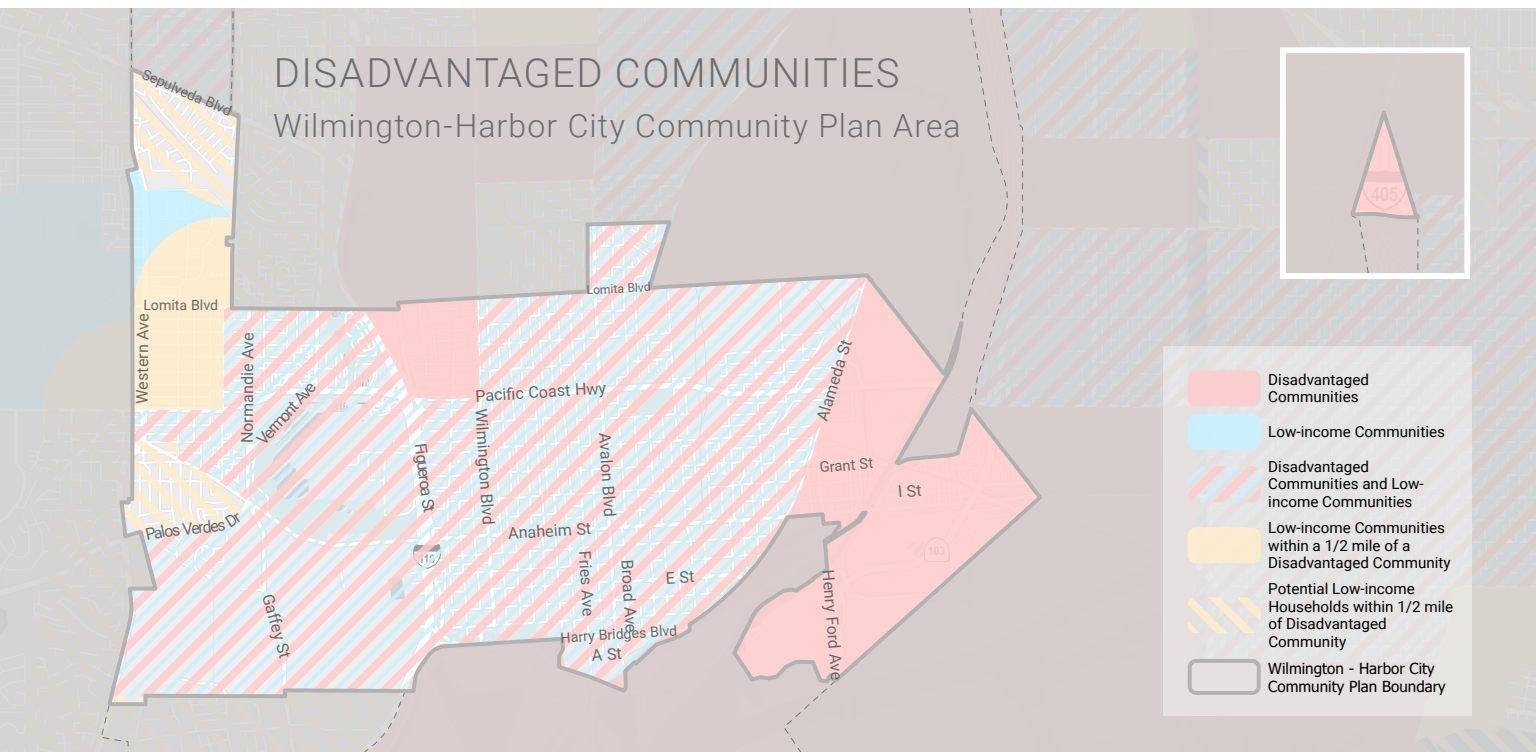 DISADVANTAGED COMMUNITIES
Wilmington-Harbor City Community Plan Area
Sepulveda Blvd
405
Lomita Blvd
Lomita Blvd
Western Ave
Normandie Ave
Vermont Ave
Pacific Coast Hwy
Alameda St
Figueroa St
Wilmington Blvd
Avalon Blvd
Grant St
I St
Palos Verdes Dr
Anaheim St
110
103
Fries Ave
Broad Ave
E St
Henry Ford Ave
Gaffey St
Harry Bridges Blvd
A St
Disadvantaged
Communities
Low-income Communities
Disadvantaged
Communities and Low-
income Communities
Low-income Communities
within a 1/2 mile of a
Disadvantaged Community
Potential Low-income
Households within 1/2 mile
of Disadvantaged
Community
Wilmington - Harbor City
Community Plan Boundary